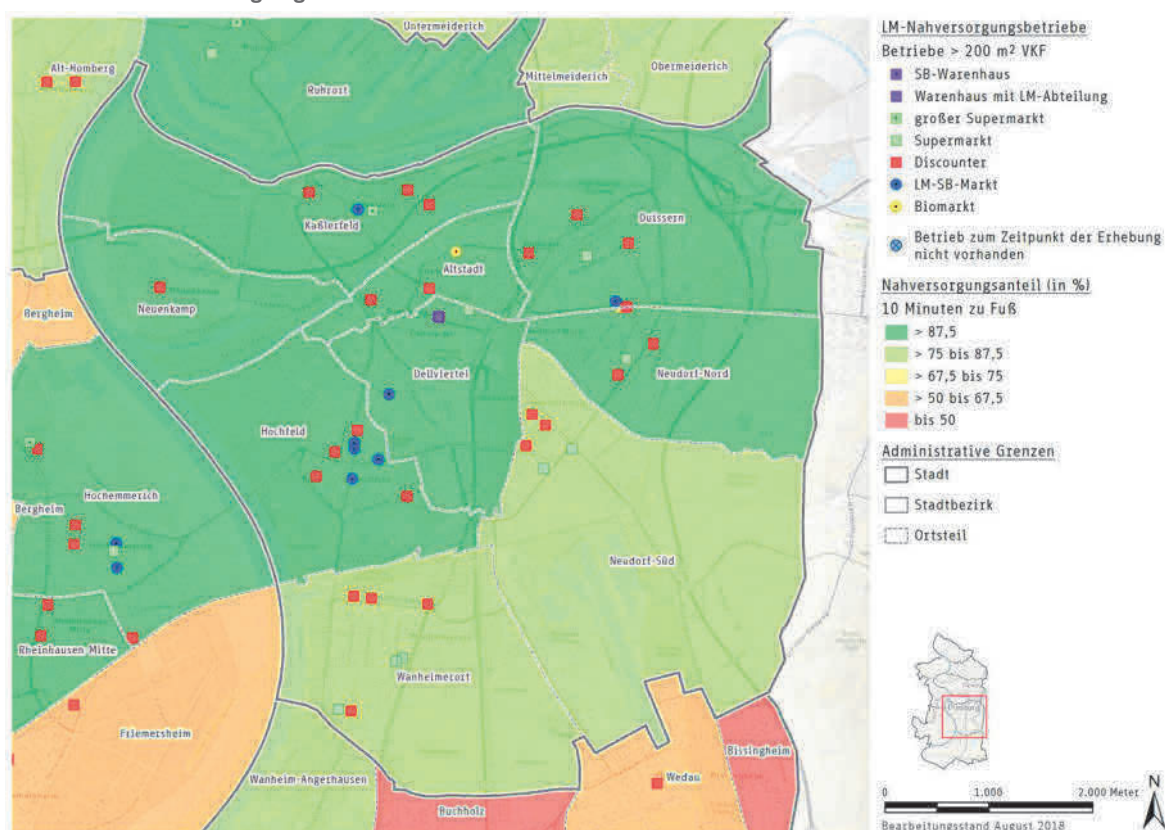 Untermeiderich
Alt-Homberg
Mittelmeiderich
Obermeiderich
Ruhrort
Kaßlerfeld
Duissern
Altstadt
Neuenkamp
Bergheim
Dellviertel
Neudorf-Nord
Hochfeld
Hochemmerich
Bergheim
Neudorf-Süd
Rheinhausen Mitte
Wanheimerort
Friemersheim
Wanheim-Angerhausen
Wedau
Bissingheim
Buchholz
LM-Nahversorgungsbetriebe
Betriebe > 200 m² VKF
SB-Warenhaus
Warenhaus mit LM-Abteilung
großer Supermarkt
Supermarkt
Discounter
LM-SB-Markt
Biomarkt
Betrieb zum Zeitpunkt der Erhebung
nicht vorhanden
Nahversorgungsanteil (in %)
10 Minuten zu Fuß
> 87,5
> 75 bis 87,5
> 67,5 bis 75
> 50 bis 67,5
bis 50
Administrative Grenzen
Stadt
Stadtbezirk
Ortsteil
Duisburg
N
0 1.000 2.000 Meter
Bearbeitungsstand August 2018